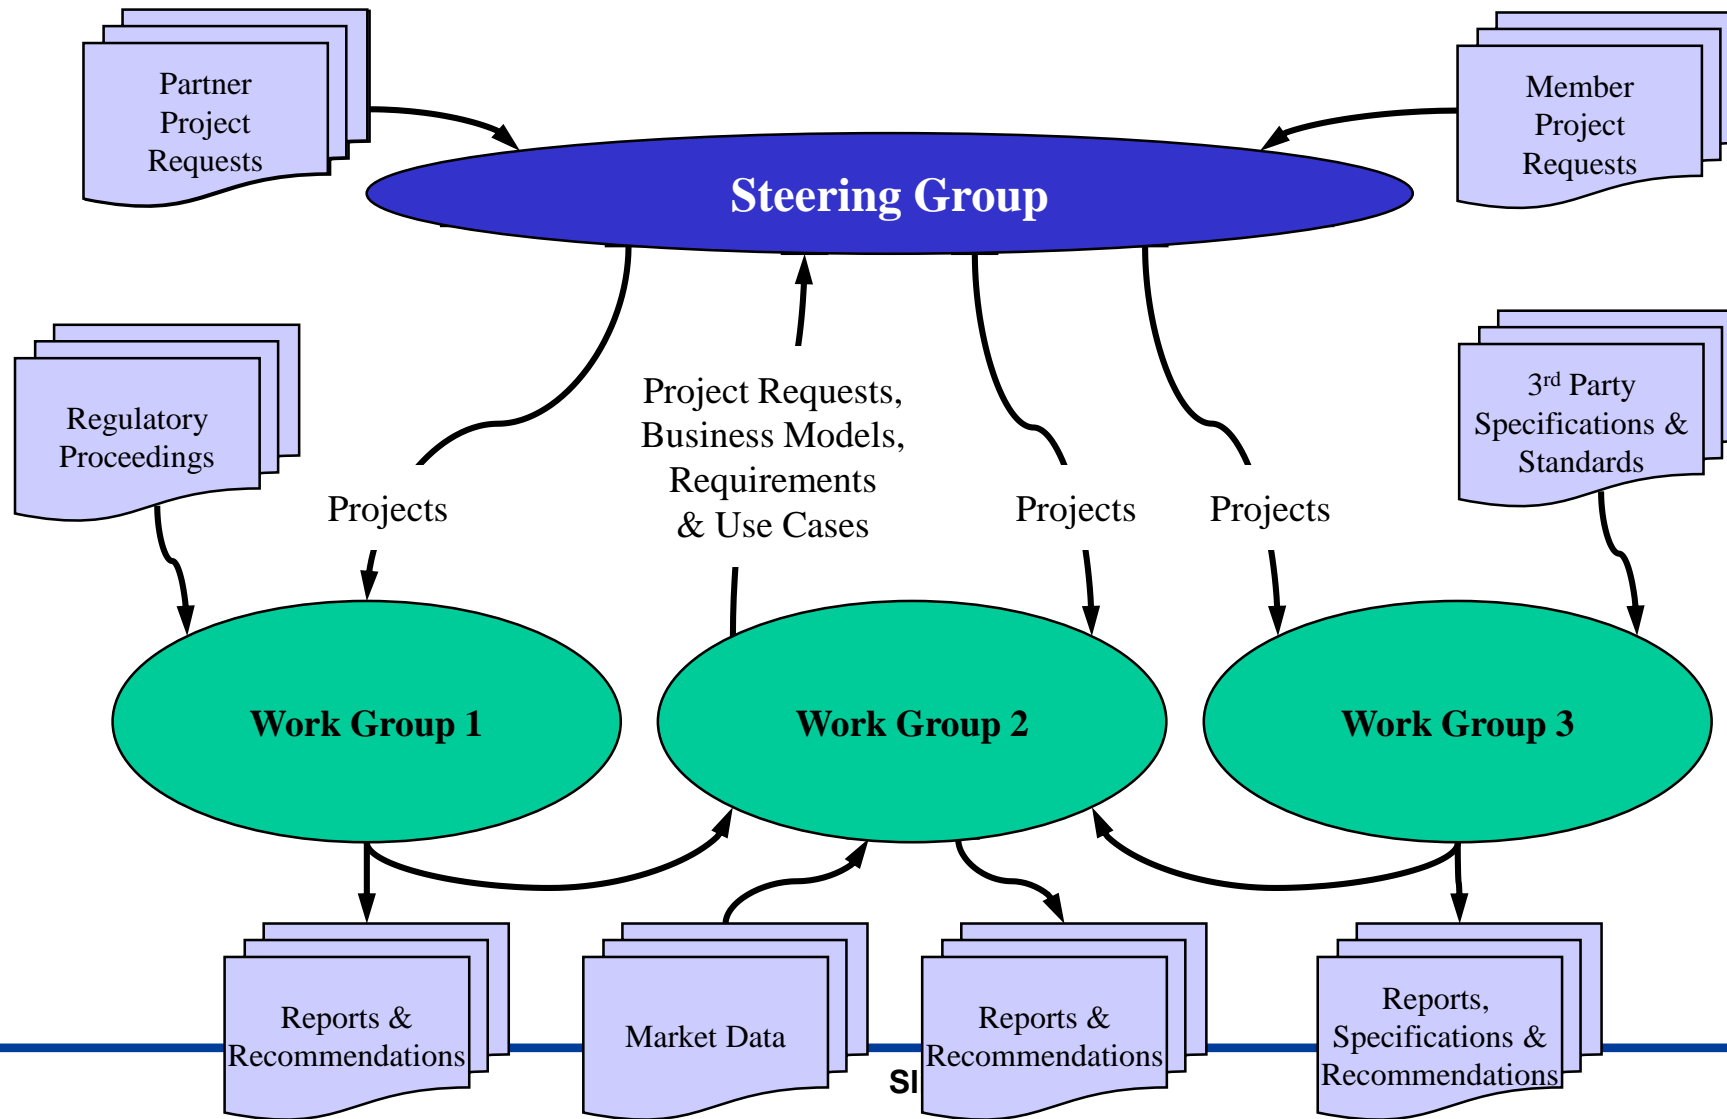 Partner
Project
Requests
Member
Project
Requests
Steering Group
Regulatory
Proceedings
Project Requests,
Business Models,
Requirements
& Use Cases
3rd Party
Specifications &
Standards
Projects
Projects
Projects
Work Group 1
Work Group 2
Work Group 3
Reports &
Recommendations
Market Data
Reports &
Recommendations
Reports,
Specifications &
Recommendations